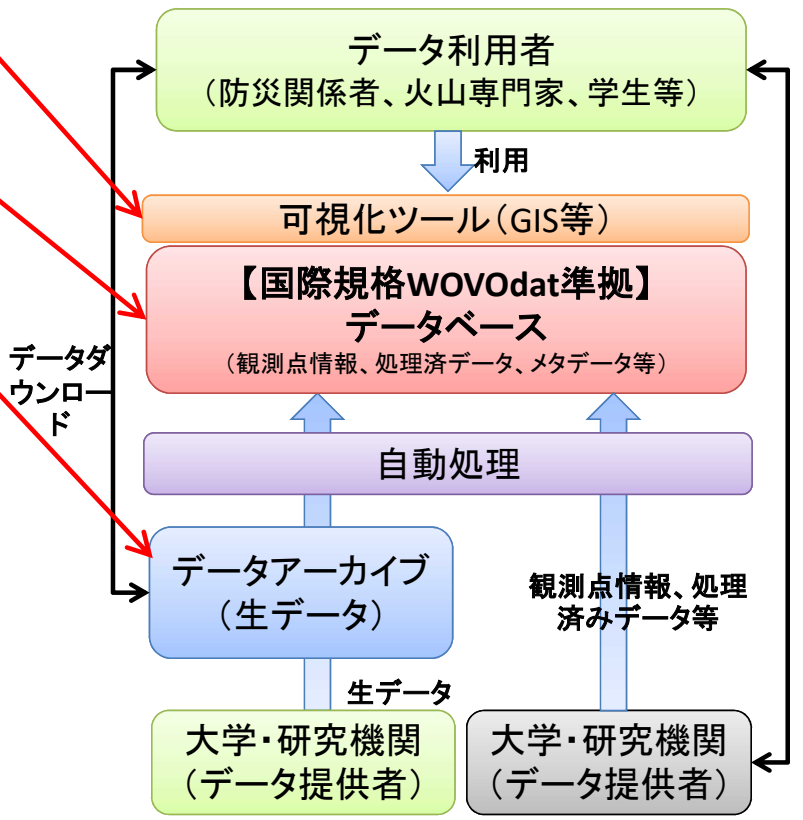 データ利用者
（防災関係者、火山専門家、学生等）
利用
可視化ツール（GIS等）
【国際規格WOVOdat準拠】
データベース
（観測点情報、処理済データ、メタデータ等）
データダ
ウンロー
ド
自動処理
データアーカイブ
（生データ）
観測点情報、処理
済みデータ等
生データ
大学・研究機関
（データ提供者）
大学・研究機関
（データ提供者）